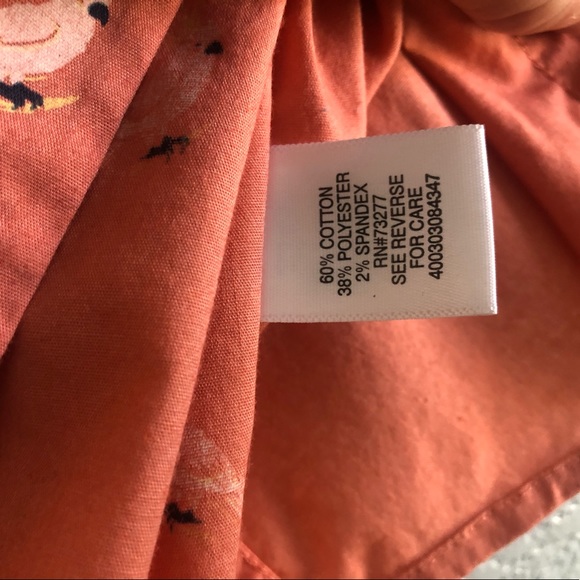 60% COTTON
38% POLYESTER
2% SPANDEX
RN#73277
SEE REVERSE
FOR CARE
400303084347